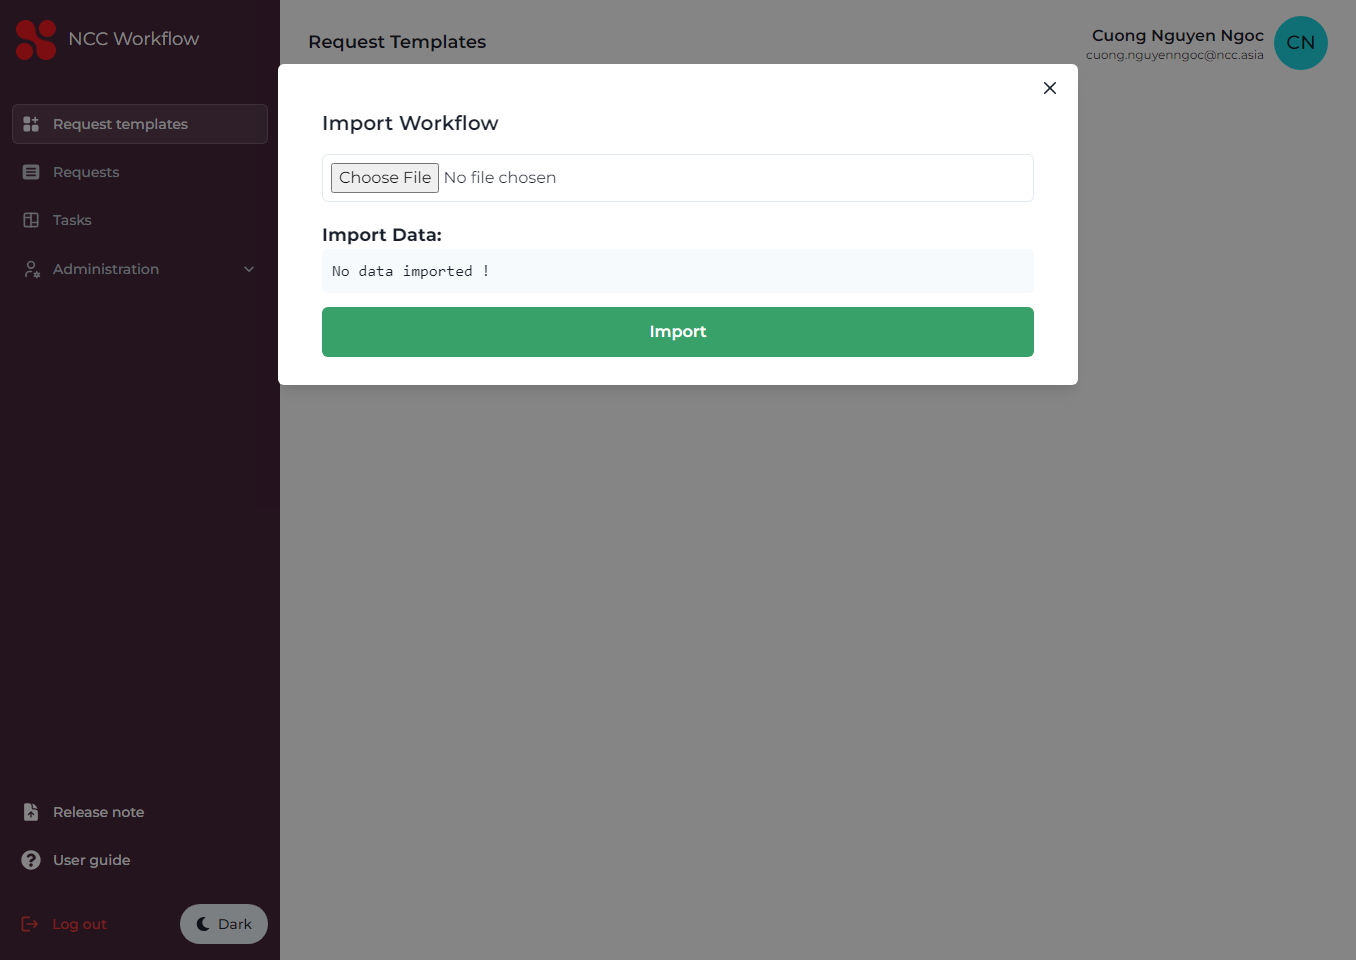 NCC Workflow
Request Templates
Cuong Nguyen Ngoc
cuong.nguyenngoc@ncc.asia
CN
Request templates
Requests
Tasks
Administration
Import Workflow
Choose File No file chosen
Import Data:
No data imported !
Import
Release note
User guide
Log out
Dark